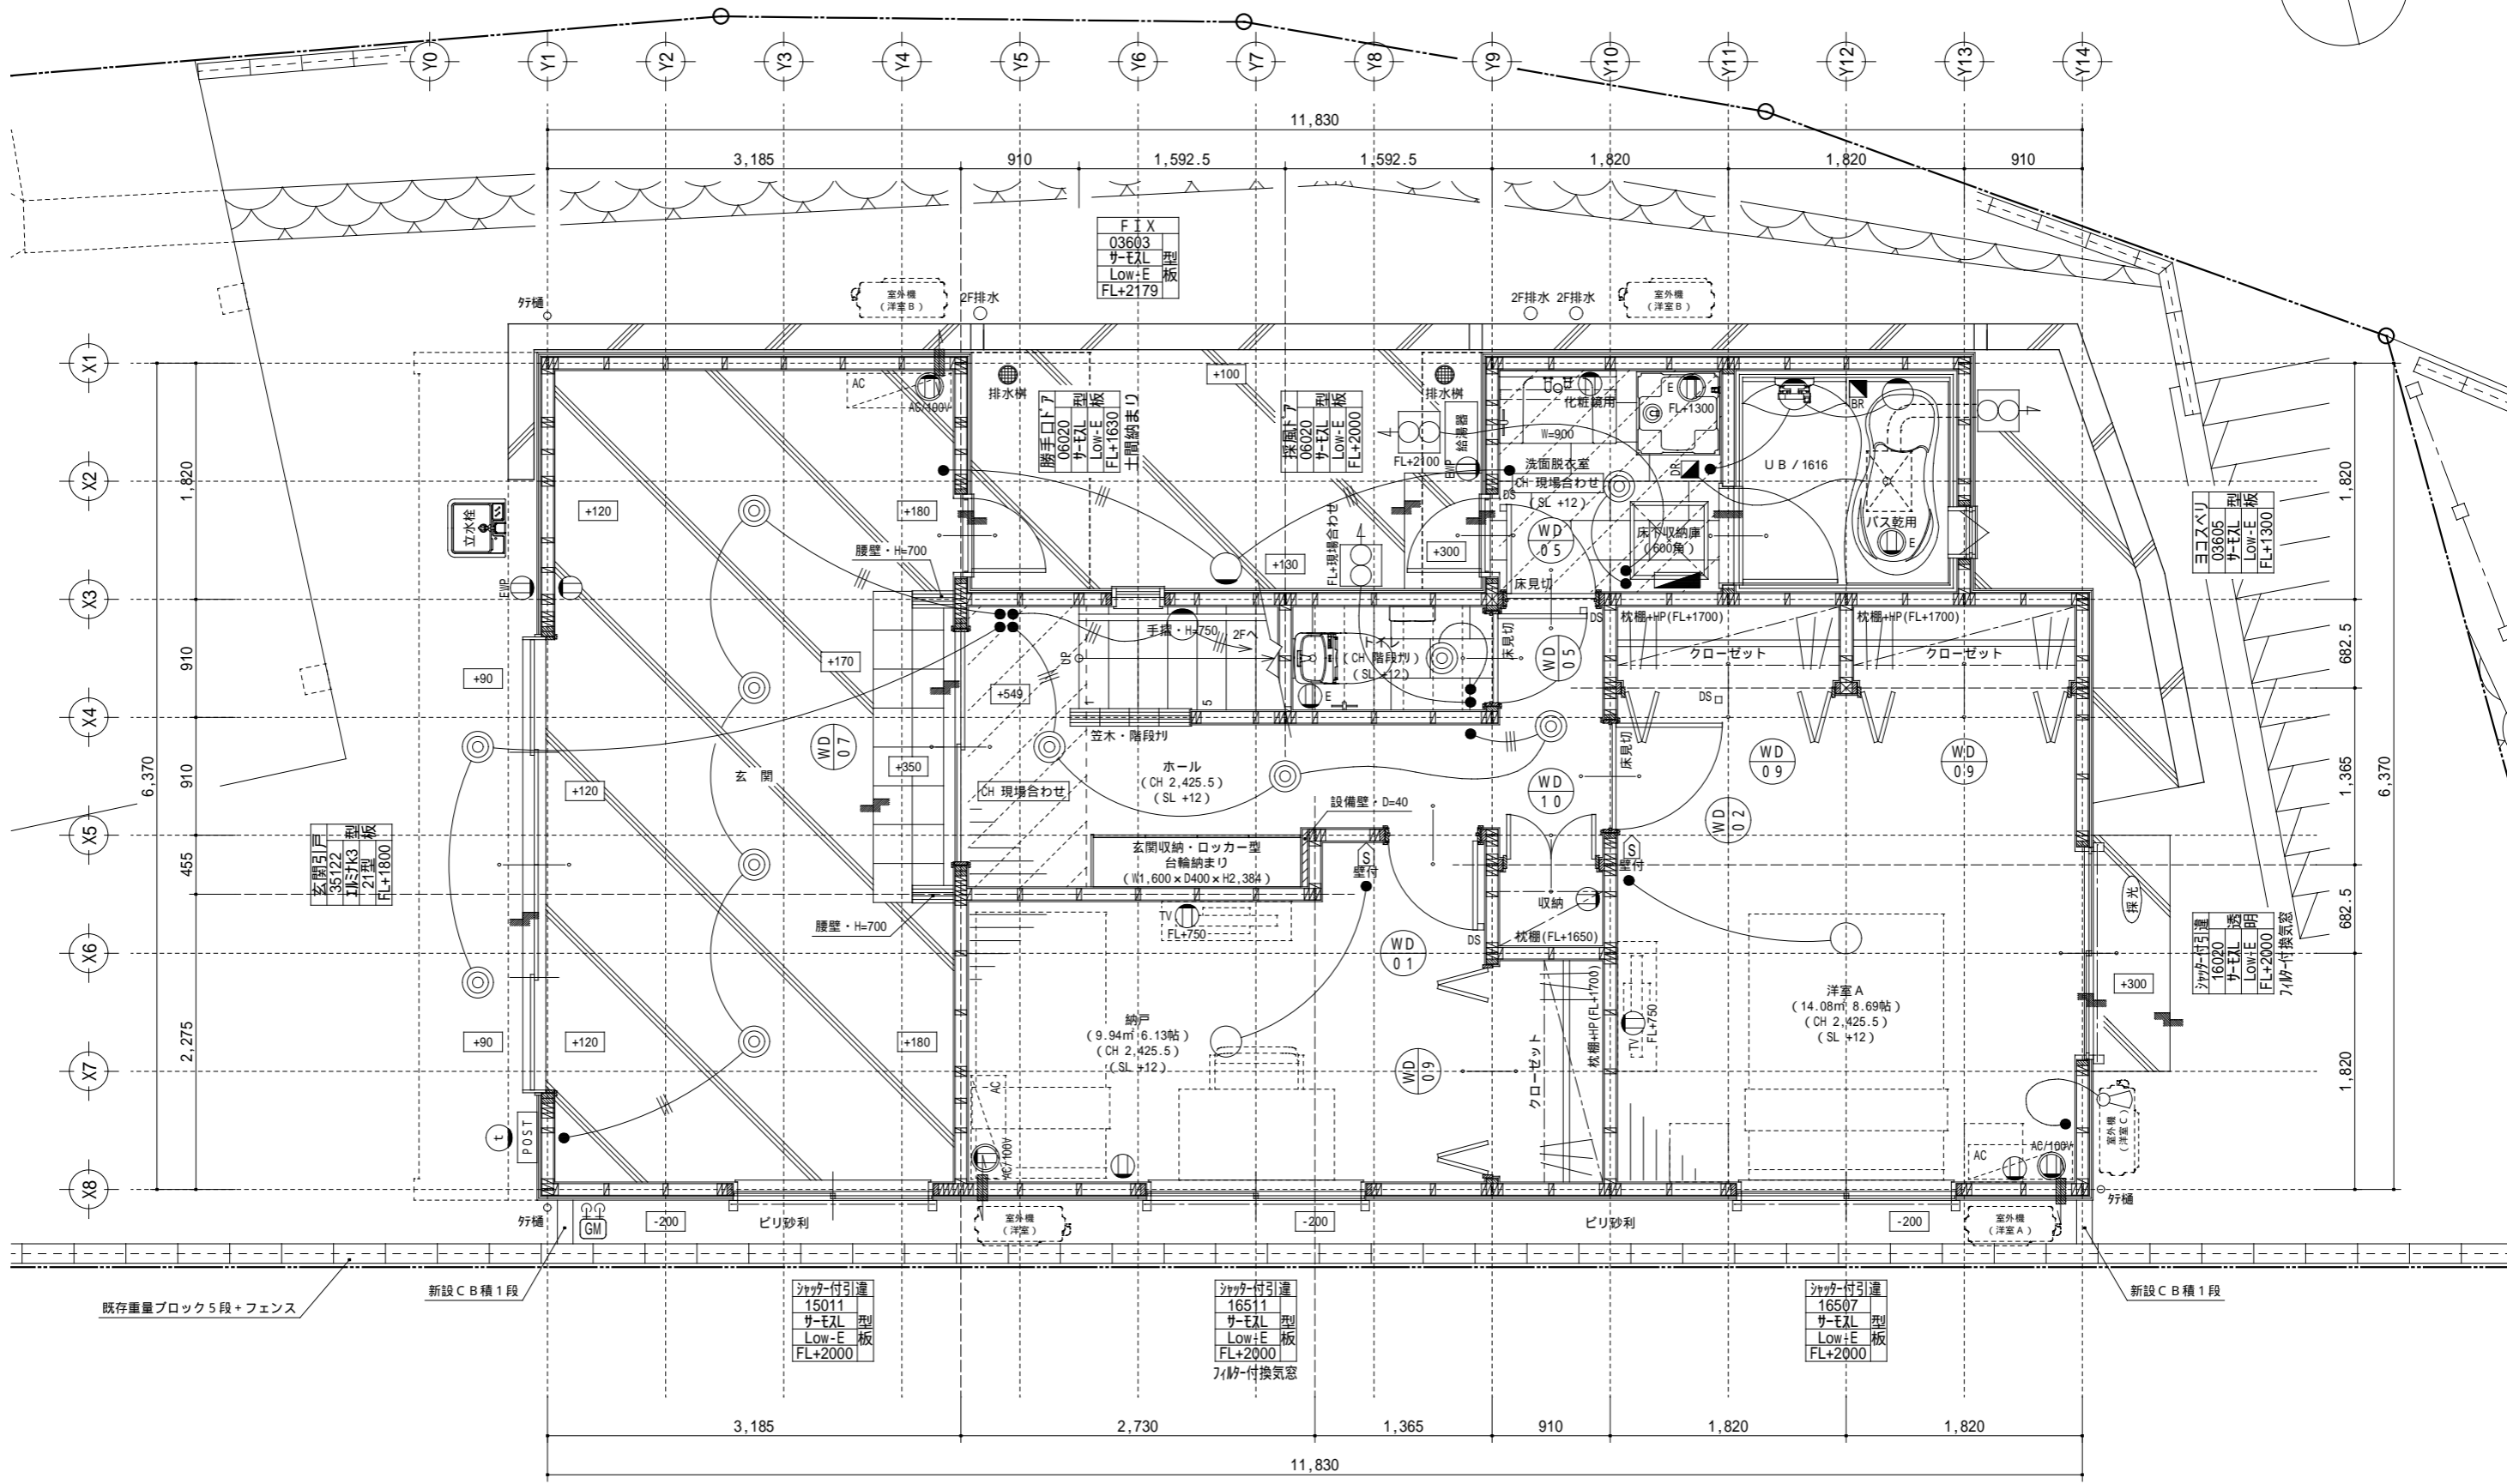 Y0
Y1
Y2
Y3
Y4
Y5
Y6
Y7
Y8
Y9
Y10
Y11
Y12
Y13
Y14
11,830
3,185
910
1,592.5
1,592.5
1,820
1,820
910
ＦＩＸ
03603
サーモスL
Low-E
FL+2179
型板
タテ樋
室外機
（洋室Ｂ）
2F排水
2F排水 2F排水
室外機
（洋室Ｂ）
X1
X2
X3
X4
X5
X6
X7
X8
1,820
910
910
455
2,275
6,370
AC
AC/100V
排水桝
勝手口ドア
06020
サーモスL
Low-E
FL+1630
型板
土間納まり
+100
採風ドア
06020
サーモスL
Low-E
FL+2000
型板
排水桝
FL+2100
給湯器
EWP
化粧鏡用
W=900
洗面脱衣室
CH 現場合わせ
（SL +12）
DS
E
FL+1300
DR
床下収納庫
（600角）
BR
ＵＢ / 1616
バス乾用
E
ヨコスベリ
03605
サーモスL
Low-E
FL+1300
型板
1,820
682.5
1,365
682.5
1,820
6,370
立水栓
EWP
+120
+180
腰壁・H=700
+130
FL+現場合わせ
+300
WD
05
床見切
+90
+170
+549
手摺・H=750
2Fへ
UP
1
5
トイレ
（CH 階段ナリ）
（SL +12）
E
床見切
WD
05
DS
枕棚+HP(FL+1700)
クローゼット
枕棚+HP(FL+1700)
クローゼット
DS
WD
07
玄　関
+120
+350
CH 現場合わせ
笠木・階段ナリ
ホール
（CH 2,425.5）
（SL +12）
設備壁・D=40
WD
10
床見切
WD
02
WD
09
WD
09
玄関引戸
35122
エルミナK3
21型
FL+1800
型板
玄関収納・ロッカー型
台輪納まり
（W1,600×D400×H2,384）
S
壁付
S
壁付
収納
枕棚(FL+1650)
DS
採光
腰壁・H=700
TV
FL+750
WD
01
シャッター付引違
16020
サーモスL
Low-E
FL+2000
透明
フィルター付換気窓
+300
+90
+120
+180
納戸
（9.94㎡ 6.13帖）
（CH 2,425.5）
（SL +12）
WD
09
クローゼット
枕棚+HP(FL+1700)
TV
FL+750
洋室Ａ
（14.08㎡ 8.69帖）
（CH 2,425.5）
（SL +12）
t
POST
AC
AC/100V
AC
AC/100V
室外機
（洋室Ｃ）
タテ樋
タテ樋
GM
-200
ビリ砂利
室外機
（洋室）
-200
ビリ砂利
-200
室外機
（洋室Ａ）
既存重量ブロック５段+フェンス
新設ＣＢ積１段
新設ＣＢ積１段
シャッター付引違
15011
サーモスL
Low-E
FL+2000
型板
シャッター付引違
16511
サーモスL
Low-E
FL+2000
型板
フィルター付換気窓
シャッター付引違
16507
サーモスL
Low-E
FL+2000
型板
3,185
2,730
1,365
910
1,820
1,820
11,830